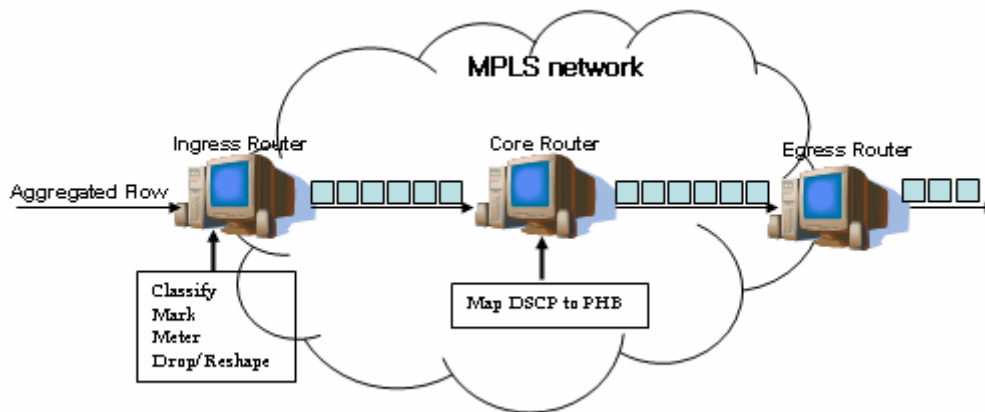 MPLS network
Ingress Router
Core Router
Egress Router
Aggregated Flow
Classify
Mark
Meter
Drop/Reshape
Map DSCP to PHB